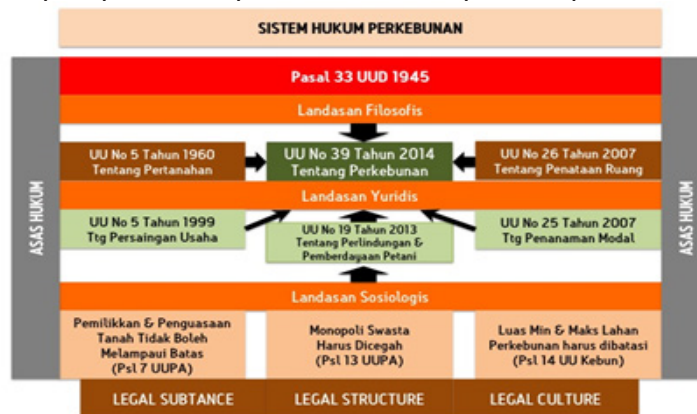 SISTEM HUKUM PERKEBUNAN
ASAS HUKUM
Pasal 33 UUD 1945
Landasan Filosofis
UU No 5 Tahun 1960
Tentang Pertanahan
UU No 39 Tahun 2014
Tentang Perkebunan
UU No 26 Tahun 2007
Tentang Penataan Ruang
Landasan Yuridis
UU No 5 Tahun 1999
Ttg Persaingan Usaha
UU No 19 Tahun 2013
Tentang Perlindungan &
Pemberdayaan Petani
UU No 25 Tahun 2007
Ttg Penanaman Modal
Landasan Sosiologis
Pemilikkan & Penguasaan
Tanah Tidak Boleh
Melampaui Batas
(Psl 7 UUPA)
Monopoli Swasta
Harus Dicegah
(Psl 13 UUPA)
Luas Min & Maks Lahan
Perkebunan harus dibatasi
(Psl 14 UU Kebun)
LEGAL SUBTANCE
LEGAL STRUCTURE
LEGAL CULTURE
ASAS HUKUM